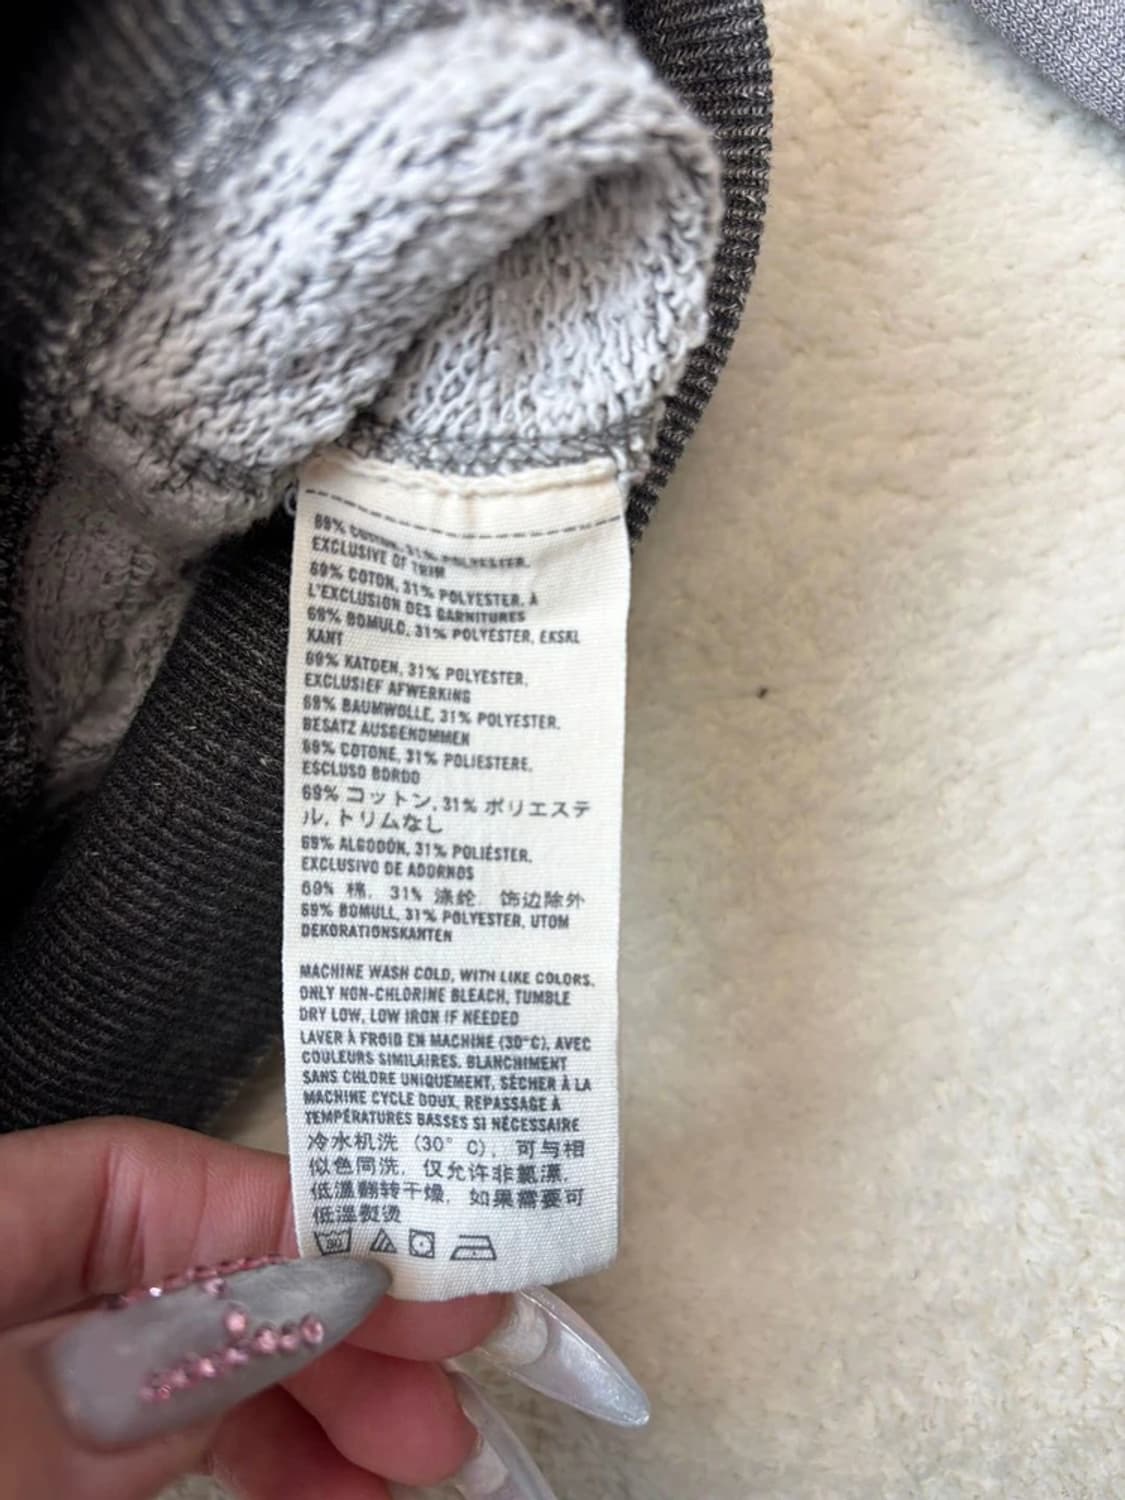 69% COTTON, 31% POLYESTER,
EXCLUSIVE OF TRIM
69% COTON, 31% POLYESTER, À
L'EXCLUSION DES GARNITURES
69% BOMULD, 31% POLYESTER, EKSKL
KANT
69% KATOEN, 31% POLYESTER,
EXCLUSIEF AFWERKING
69% BAUMWOLLE, 31% POLYESTER.
BESATZ AUSGENOMMEN
69% COTONE, 31% POLIESTERE,
ESCLUSO BORDO
69% コットン, 31% ポリエステ
ル, トリムなし
69% ALGODÓN, 31% POLIÉSTER,
EXCLUSIVO DE ADORNOS
69% 棉, 31% 涤纶, 饰边除外
69% BOMULL, 31% POLYESTER, UTOM
DEKORATIONSKANTEN
MACHINE WASH COLD, WITH LIKE COLORS,
ONLY NON-CHLORINE BLEACH, TUMBLE
DRY LOW, LOW IRON IF NEEDED
LAVER À FROID EN MACHINE (30°C), AVEC
COULEURS SIMILAIRES, BLANCHIMENT
SANS CHLORE UNIQUEMENT, SÉCHER À LA
MACHINE CYCLE DOUX, REPASSAGE À
TEMPÉRATURES BASSES SI NÉCESSAIRE
冷水机洗 (30° C), 可与相
似色同洗, 仅允许非氯漂,
低温翻转干燥, 如果需要可
低温熨烫
30